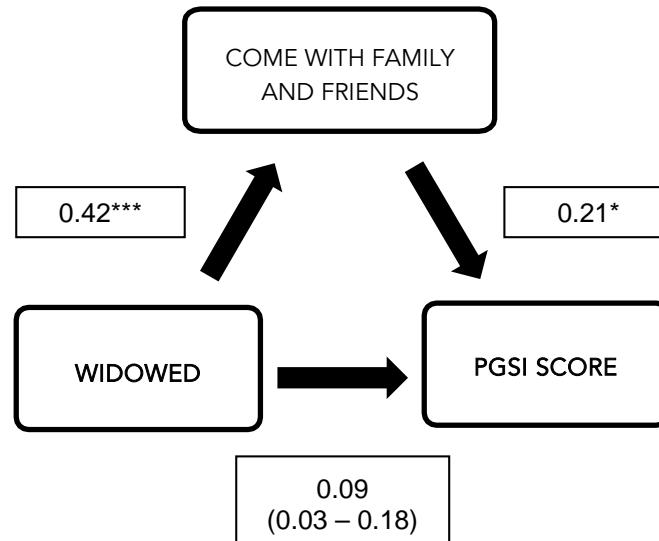 COME WITH FAMILY
AND FRIENDS
0.42***
0.21*
WIDOWED
PGSI SCORE
0.09
(0.03 – 0.18)